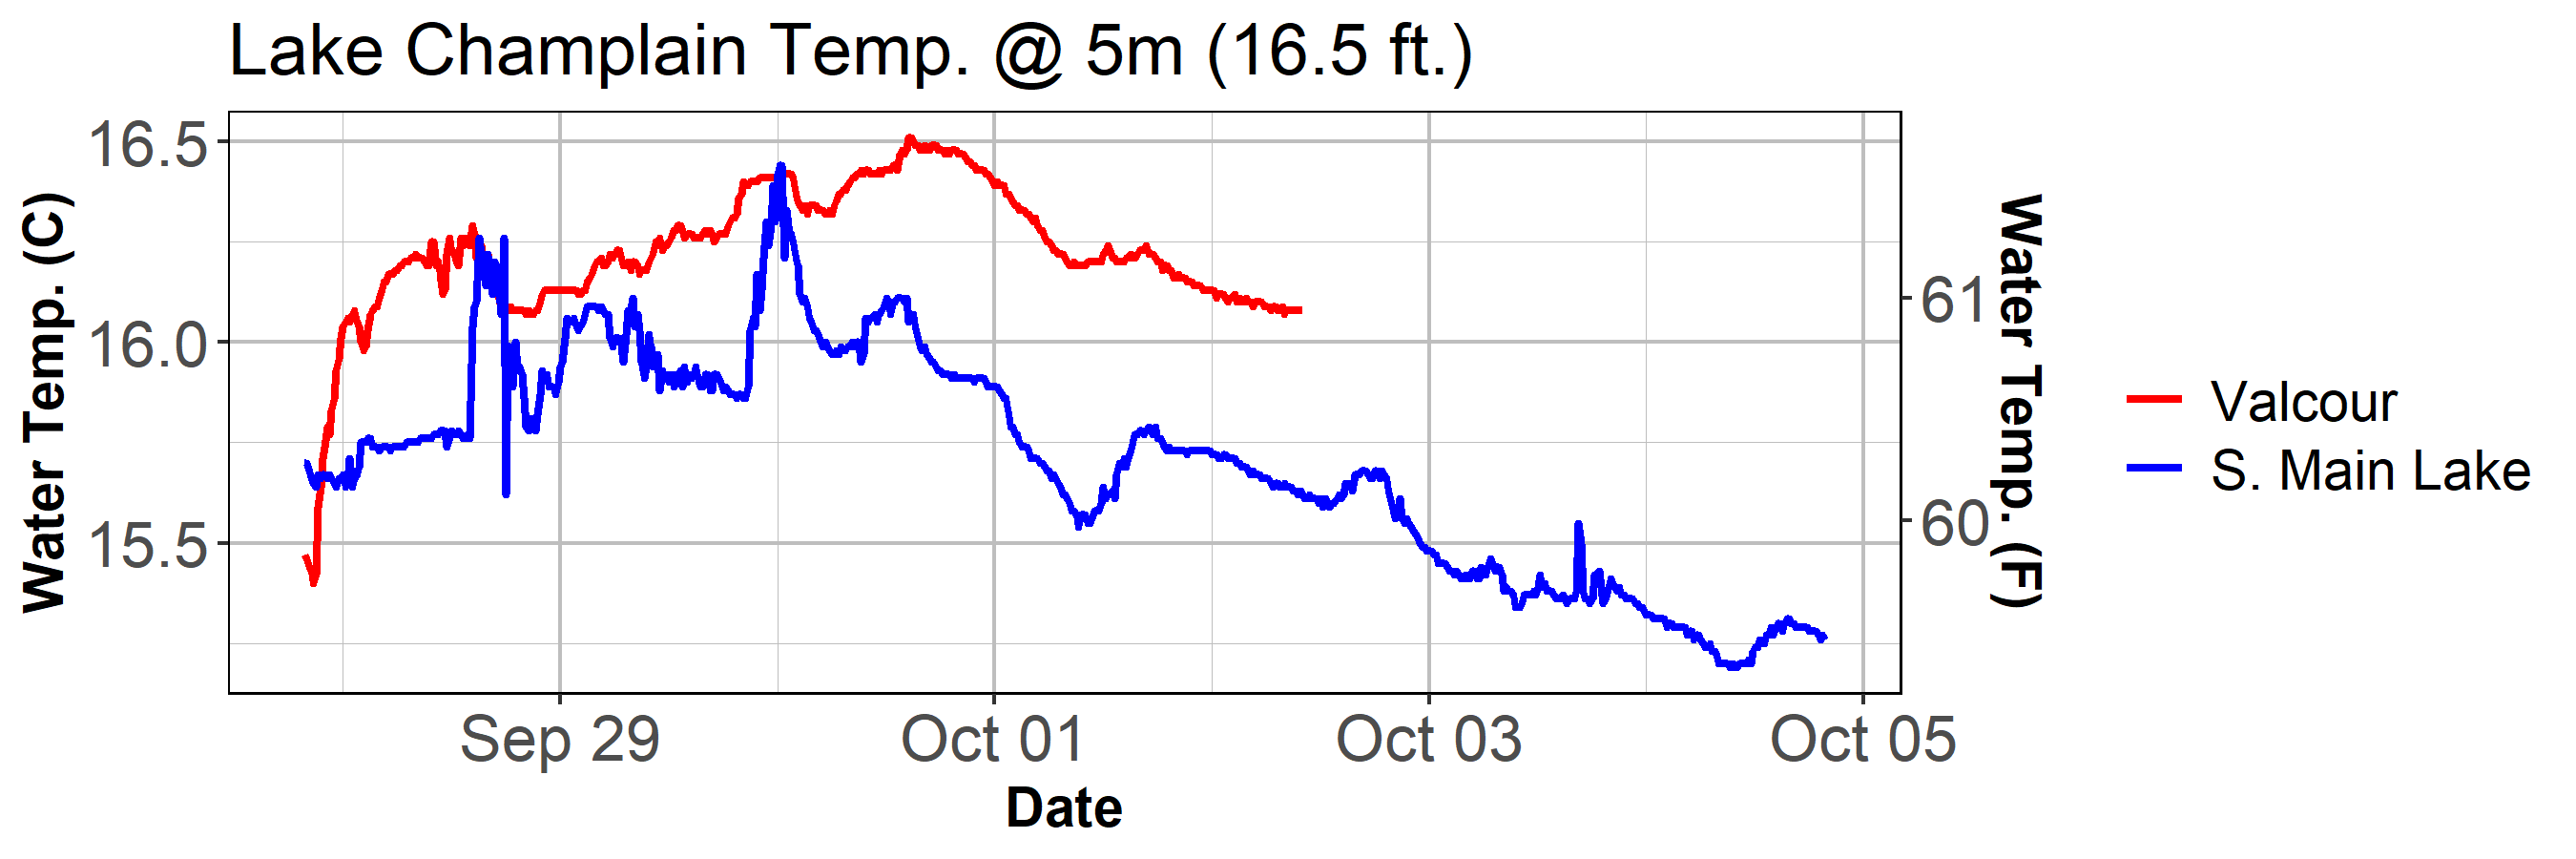 Lake Champlain Temp. @ 5m (16.5 ft.)
Water Temp. (C)
16.5
16.0
15.5
61
60
Water Temp. (F)
Sep 29
Oct 01
Oct 03
Oct 05
Date
Valcour
S. Main Lake